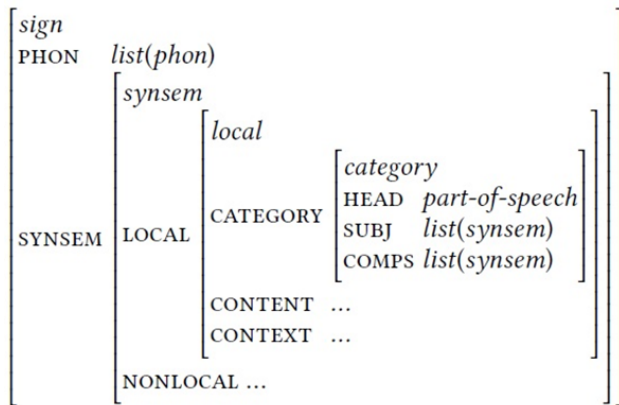 sign
PHON list(phon)
synsem
local
category
HEAD part-of-speech
CATEGORY
SUBJ list(synsem)
SYNSEM LOCAL
COMPS list(synsem)
CONTENT ...
CONTEXT ...
NONLOCAL ...